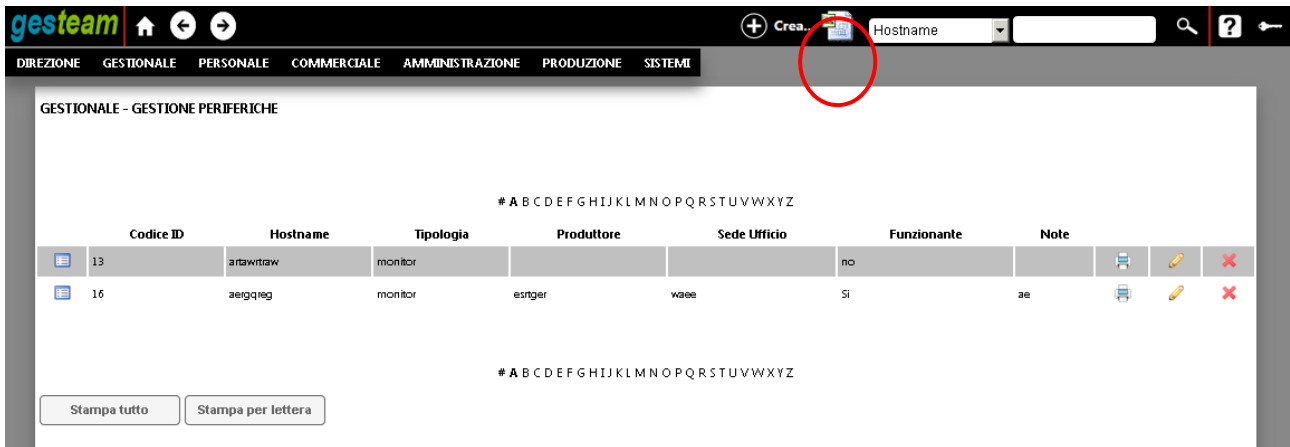 gesteam Crea.. Hostname ?
DIREZIONE GESTIONALE PERSONALE COMMERCIALE AMMINISTRAZIONE PRODUZIONE SISTEMI
GESTIONALE - GESTIONE PERIFERICHE
# A B C D E F G H I J K L M N O P Q R S T U V W X Y Z
Codice ID Hostname Tipologia Produttore Sede Ufficio Funzionante Note
13 artawrtraw monitor no
16 aergqreg monitor esrtger waee Si ae
# A B C D E F G H I J K L M N O P Q R S T U V W X Y Z
Stampa tutto Stampa per lettera